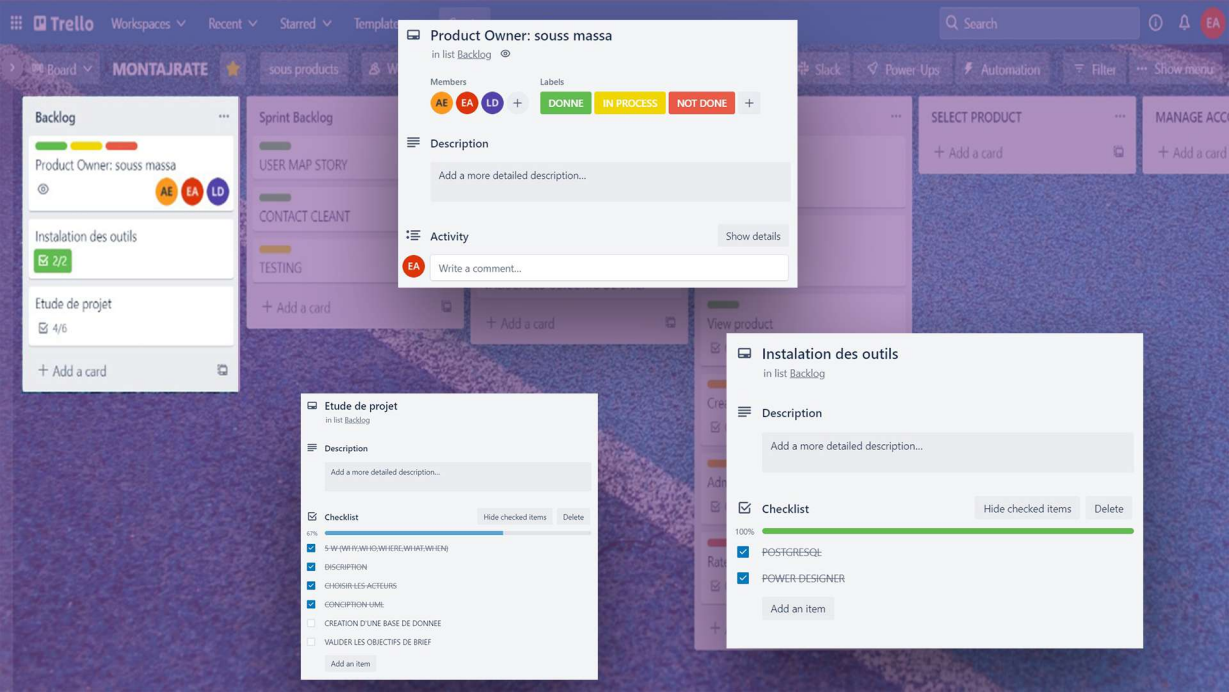 Trello
Workspaces
Recent
Starred
Search
EA
Board
MONTAJRATE
sous products
Slack
Power-Ups
Automation
Filter
Show menu
Backlog
Product Owner: souss massa
AE EA LD
Instalation des outils
2/2
Etude de projet
4/6
+ Add a card
Sprint Backlog
USER MAP STORY
CONTACT CLEANT
TESTING
+ Add a card
+ Add a card
View product
SELECT PRODUCT
+ Add a card
+ Add a card
Product Owner: souss massa
in list Backlog
Members
Labels
AE EA LD +
DONNE IN PROCESS NOT DONE +
Description
Add a more detailed description...
Activity
Show details
EA
Write a comment...
Etude de projet
in list Backlog
Description
Add a more detailed description...
Checklist
Hide checked items
Delete
67%
5 W (WHY,WHO,WHERE,WHAT,WHEN)
DISCRIPTION
CHOISIR LES ACTEURS
CONCIPTION UML
CREATION D'UNE BASE DE DONNEE
VALIDER LES OBJECTIFS DE BRIEF
Add an item
Instalation des outils
in list Backlog
Description
Add a more detailed description...
Checklist
Hide checked items
Delete
100%
POSTGRESQL
POWER DESIGNER
Add an item